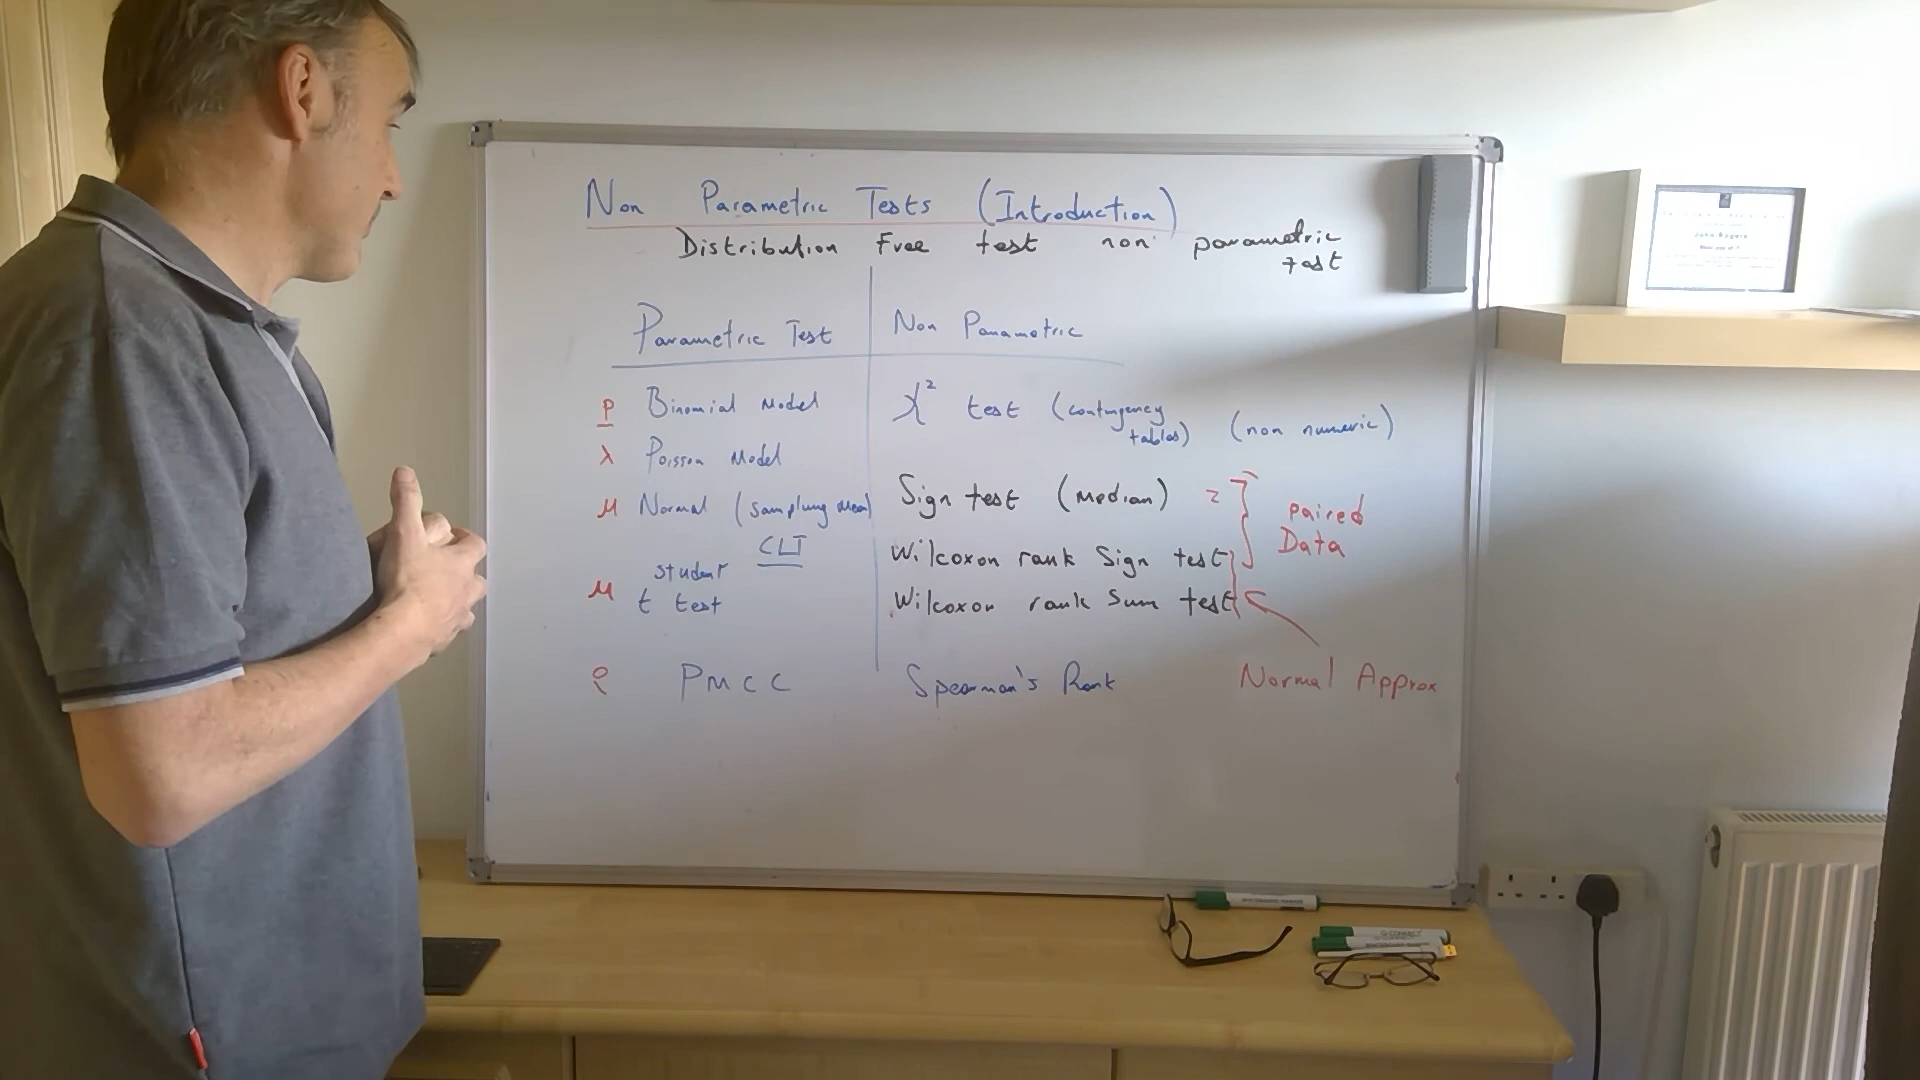 Non Parametric Tests (Introduction)
Distribution Free test non parametric
test
Parametric Test
Non Parametric
p Binomial Model
χ² test (contingency
tables) (non numeric)
λ Poisson Model
μ Normal (Sampling Mean)
CLT
Sign test (Median)
Paired
Data
Wilcoxon rank Sign test
μ student
t test
Wilcoxon rank Sum test
ρ PMCC
Spearman's Rank
Normal Approx
John Rogers